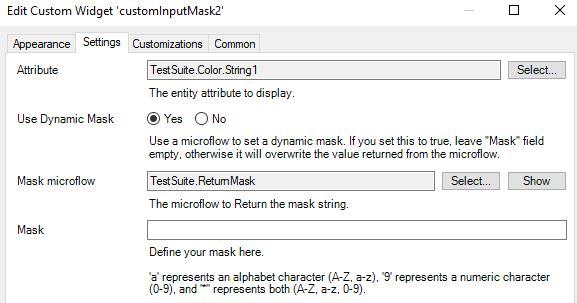 Edit Custom Widget 'customInputMask2'
Appearance Settings Customizations Common
Attribute TestSuite.Color.String1 Select...
The entity attribute to display.
Use Dynamic Mask Yes No
Use a microflow to set a dynamic mask. If you set this to true, leave "Mask" field
empty, otherwise it will overwrite the value returned from the microflow.
Mask microflow TestSuite.ReturnMask Select... Show
The microflow to Return the mask string.
Mask
Define your mask here.
'a' represents an alphabet character (A-Z, a-z), '9' represents a numeric character
(0-9), and '*'' represents both (A-Z, a-z, 0-9).